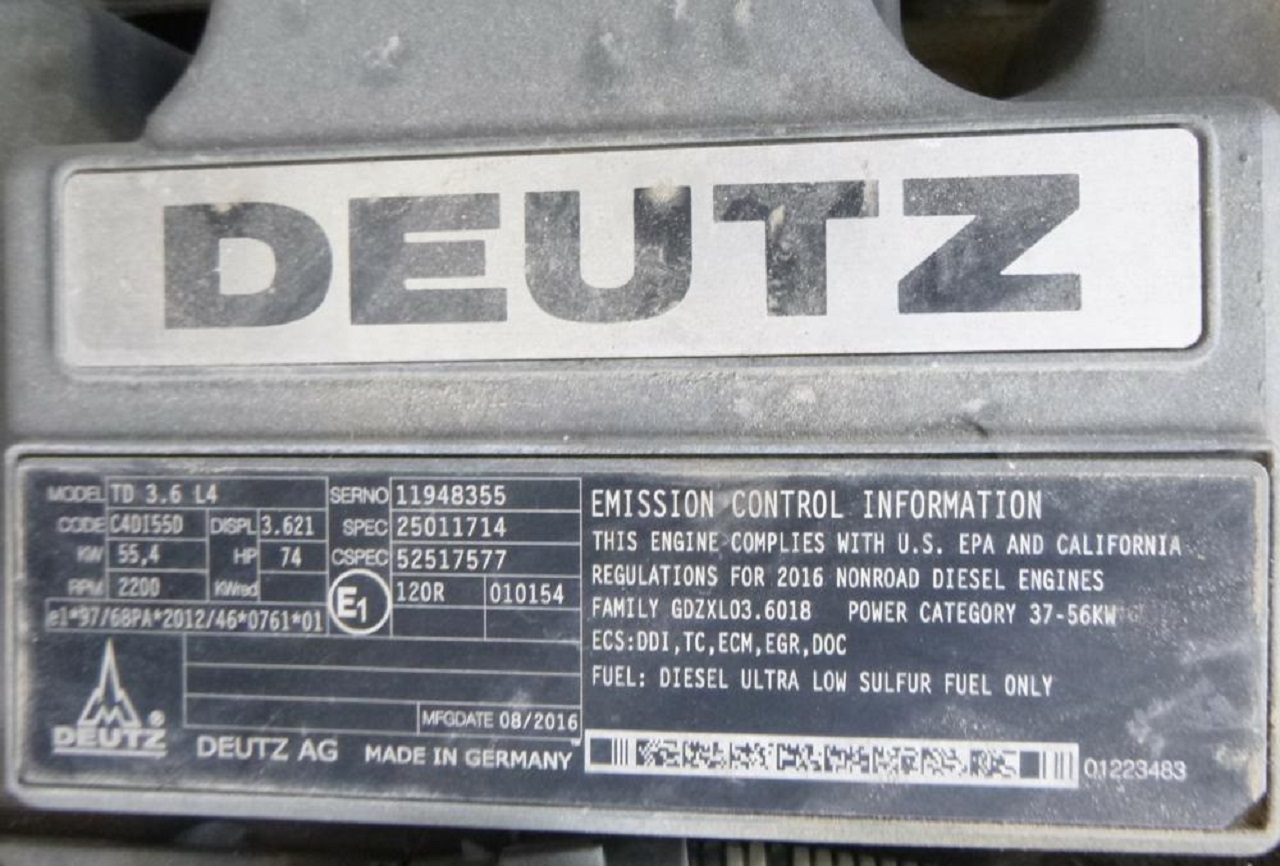 DEUTZ
MODEL TD 3.6 L4
CODE C4DI55D DISPL 3.621
KW 55,4 HP 74
RPM 2200 KWred
e1*97/68PA*2012/46*0761*01
SERNO 11948355
SPEC 25011714
CSPEC 52517577
E1 120R 010154
MFGDATE 08/2016
DEUTZ®
DEUTZ AG MADE IN GERMANY
EMISSION CONTROL INFORMATION
THIS ENGINE COMPLIES WITH U.S. EPA AND CALIFORNIA
REGULATIONS FOR 2016 NONROAD DIESEL ENGINES
FAMILY GDZXL03.6018 POWER CATEGORY 37-56KW
ECS:DDI,TC,ECM,EGR,DOC
FUEL: DIESEL ULTRA LOW SULFUR FUEL ONLY
01223483